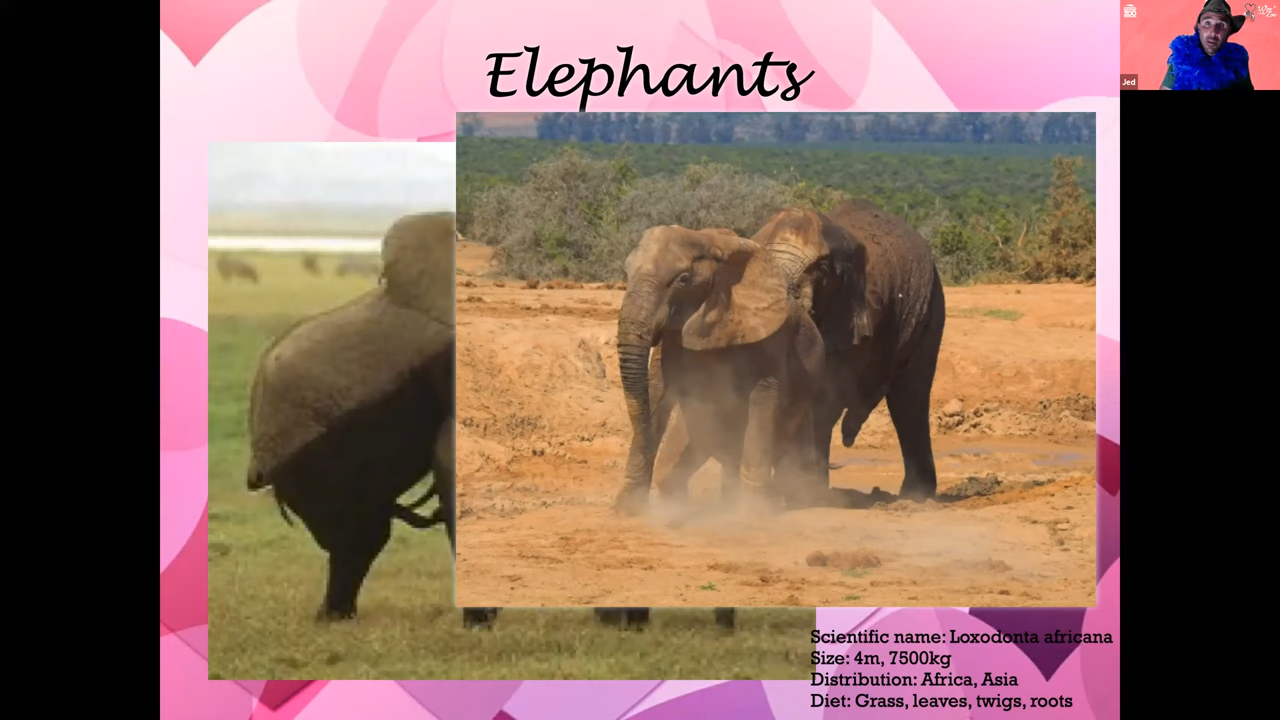 Elephants
Jed
Scientific name: Loxodonta africana
Size: 4m, 7500kg
Distribution: Africa, Asia
Diet: Grass, leaves, twigs, roots